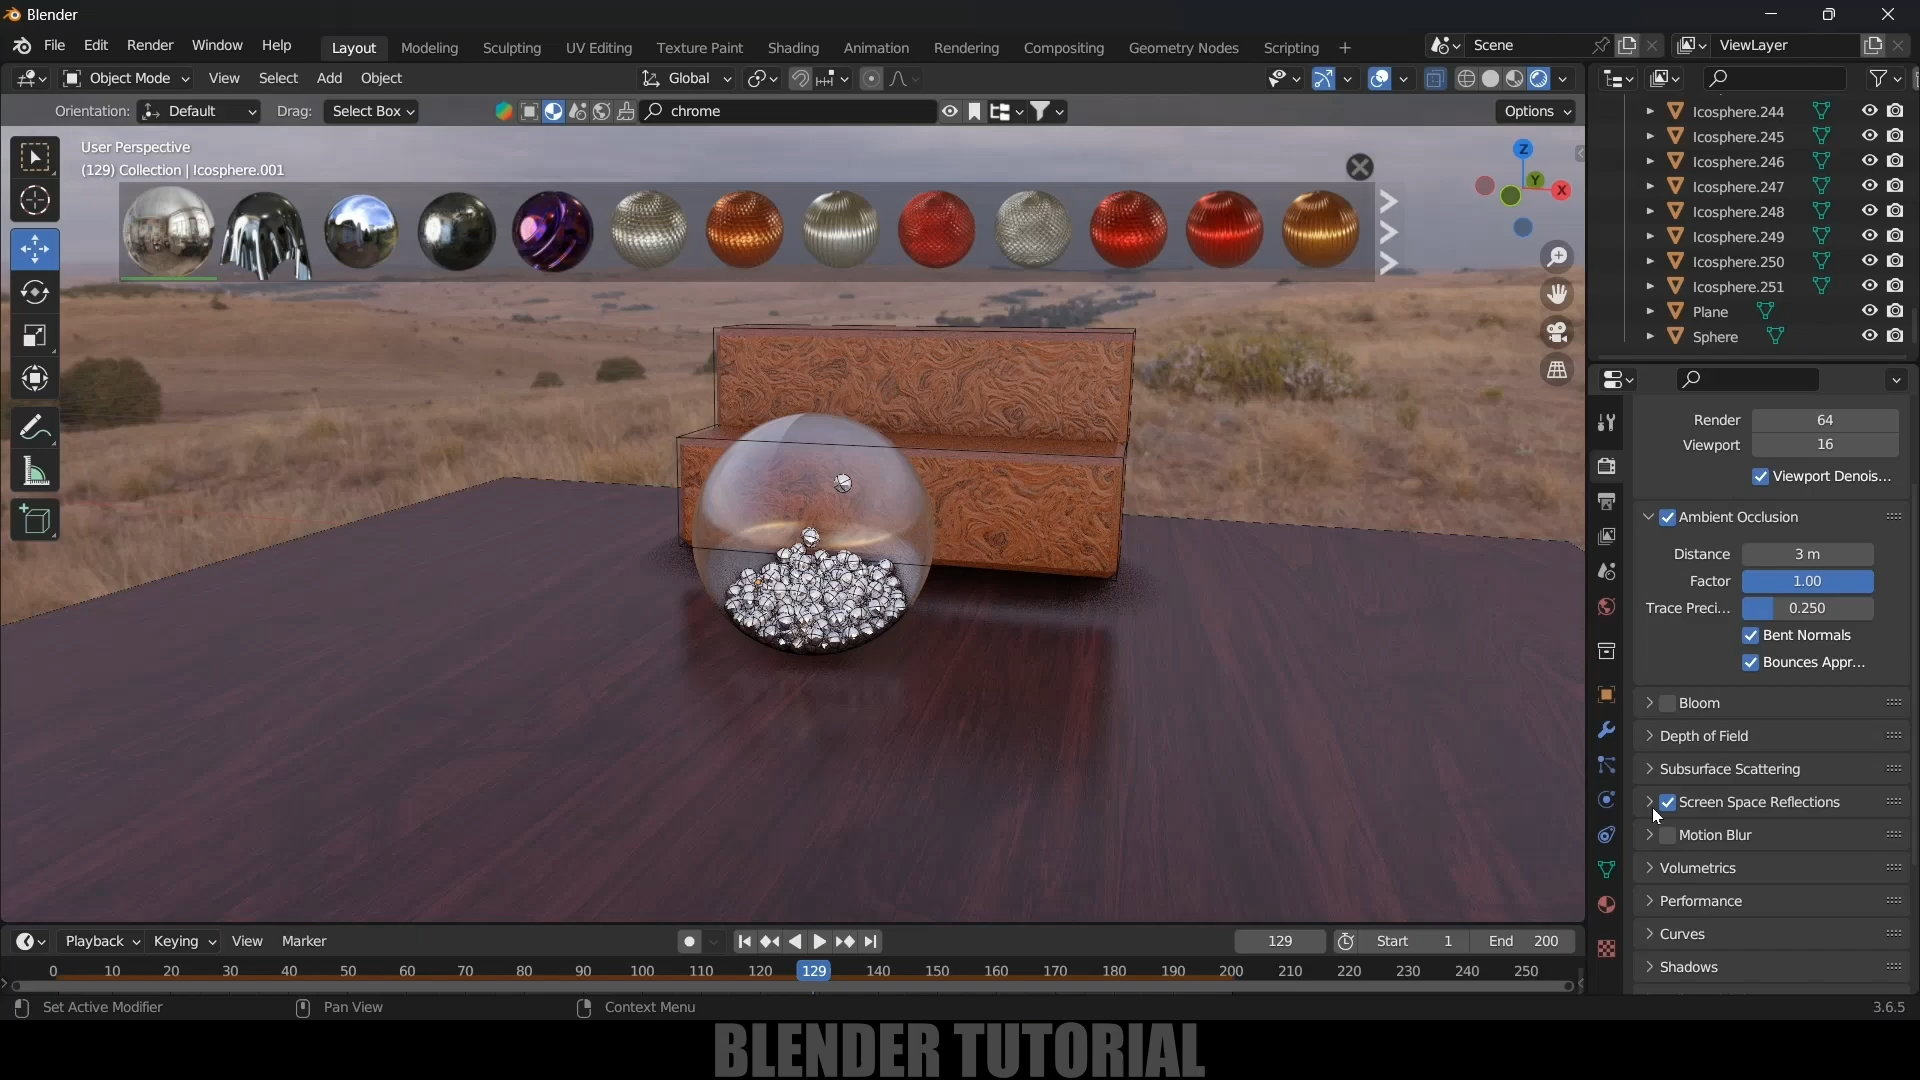 Blender
File Edit Render Window Help Layout Modeling Sculpting UV Editing Texture Paint Shading Animation Rendering Compositing Geometry Nodes Scripting + Scene ViewLayer
Object Mode View Select Add Object Global
Orientation: Default Drag: Select Box chrome Options
User Perspective
(129) Collection | Icosphere.001
Z
Y
X
Icosphere.244
Icosphere.245
Icosphere.246
Icosphere.247
Icosphere.248
Icosphere.249
Icosphere.250
Icosphere.251
Plane
Sphere
Render 64
Viewport 16
Viewport Denois...
Ambient Occlusion
Distance 3 m
Factor 1.00
Trace Preci... 0.250
Bent Normals
Bounces Appr...
Bloom
Depth of Field
Subsurface Scattering
Screen Space Reflections
Motion Blur
Volumetrics
Performance
Curves
Shadows
Playback Keying View Marker 129 Start 1 End 200
0 10 20 30 40 50 60 70 80 90 100 110 120 129 140 150 160 170 180 190 200 210 220 230 240 250
Set Active Modifier Pan View Context Menu 3.6.5
BLENDER TUTORIAL